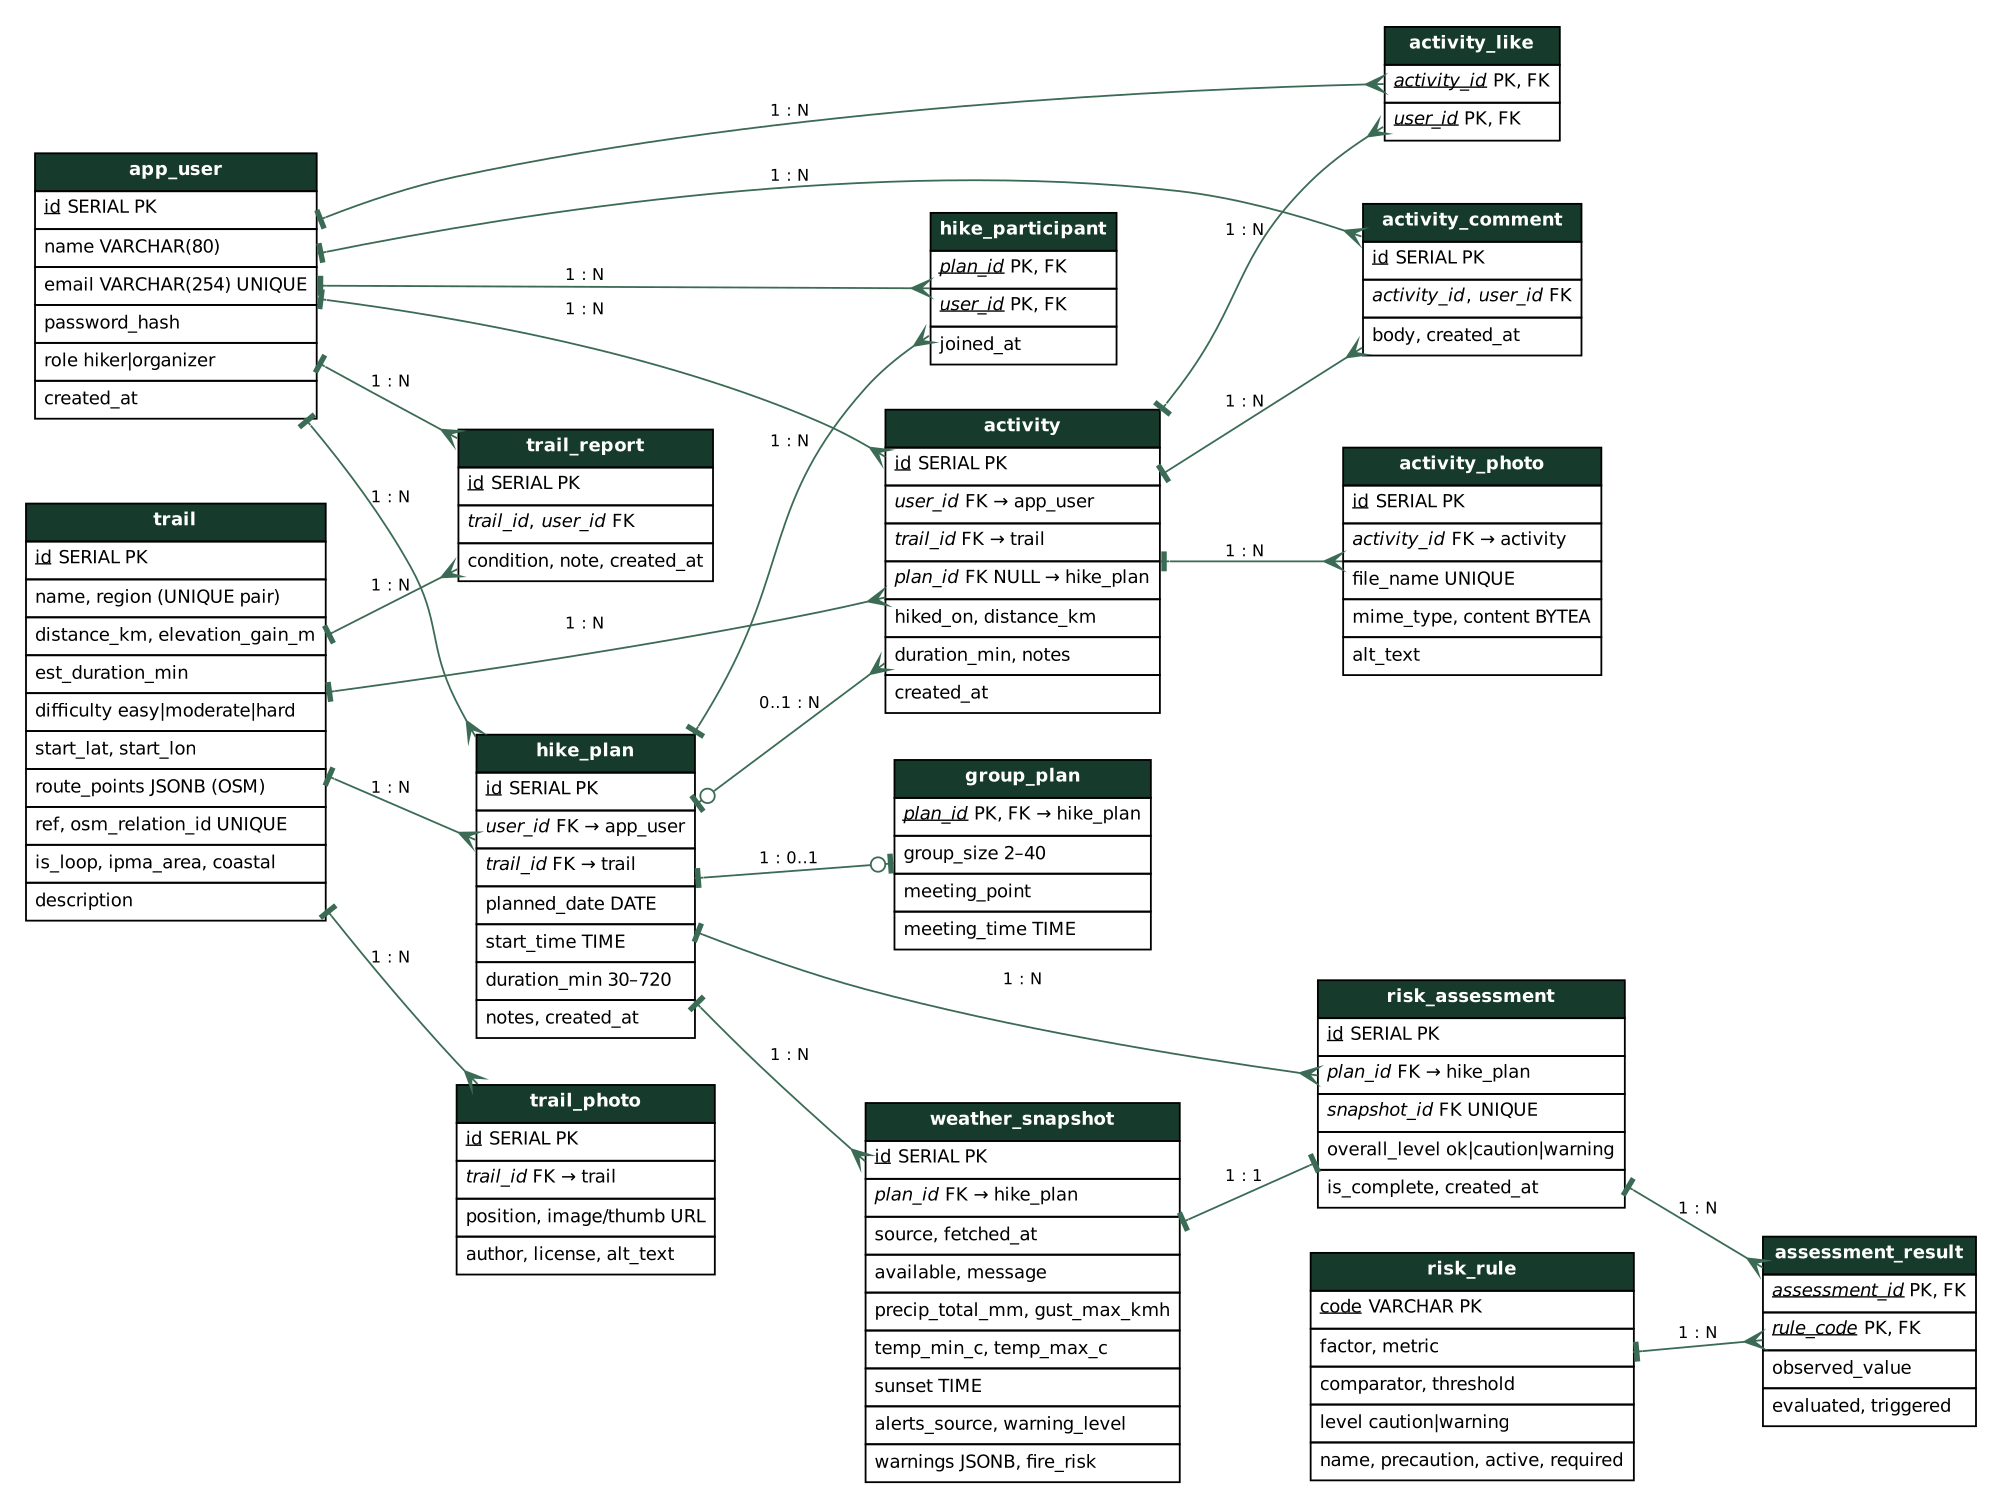 activity_like
activity_id PK, FK
user_id PK, FK
1 : N
app_user
id SERIAL PK
name VARCHAR(80)
email VARCHAR(254) UNIQUE
password_hash
role hiker|organizer
created_at
1 : N
activity_comment
id SERIAL PK
activity_id, user_id FK
body, created_at
hike_participant
plan_id PK, FK
user_id PK, FK
joined_at
1 : N
1 : N
1 : N
1 : N
1 : N
1 : N
activity
id SERIAL PK
user_id FK → app_user
trail_id FK → trail
plan_id FK NULL → hike_plan
hiked_on, distance_km
duration_min, notes
created_at
trail_report
id SERIAL PK
trail_id, user_id FK
condition, note, created_at
activity_photo
id SERIAL PK
activity_id FK → activity
file_name UNIQUE
mime_type, content BYTEA
alt_text
1 : N
1 : N
1 : N
1 : N
1 : N
trail
id SERIAL PK
name, region (UNIQUE pair)
distance_km, elevation_gain_m
est_duration_min
difficulty easy|moderate|hard
start_lat, start_lon
route_points JSONB (OSM)
ref, osm_relation_id UNIQUE
is_loop, ipma_area, coastal
description
0..1 : N
1 : N
hike_plan
id SERIAL PK
user_id FK → app_user
trail_id FK → trail
planned_date DATE
start_time TIME
duration_min 30–720
notes, created_at
group_plan
plan_id PK, FK → hike_plan
group_size 2–40
meeting_point
meeting_time TIME
1 : 0..1
1 : N
1 : N
1 : N
risk_assessment
id SERIAL PK
plan_id FK → hike_plan
snapshot_id FK UNIQUE
overall_level ok|caution|warning
is_complete, created_at
trail_photo
id SERIAL PK
trail_id FK → trail
position, image/thumb URL
author, license, alt_text
weather_snapshot
id SERIAL PK
plan_id FK → hike_plan
source, fetched_at
available, message
precip_total_mm, gust_max_kmh
temp_min_c, temp_max_c
sunset TIME
alerts_source, warning_level
warnings JSONB, fire_risk
1 : 1
1 : N
risk_rule
code VARCHAR PK
factor, metric
comparator, threshold
level caution|warning
name, precaution, active, required
1 : N
assessment_result
assessment_id PK, FK
rule_code PK, FK
observed_value
evaluated, triggered